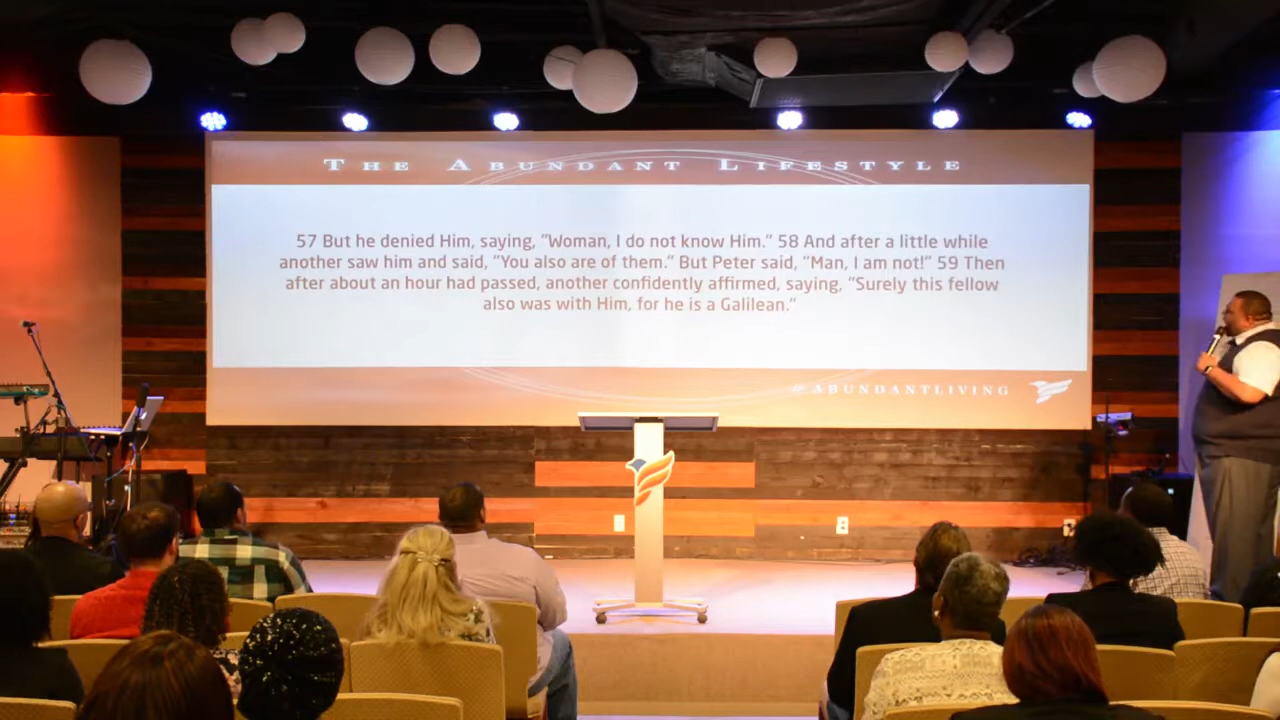 The Abundant Lifestyle
57 But he denied Him, saying, "Woman, I do not know Him." 58 And after a little while
another saw him and said, "You also are of them." But Peter said, "Man, I am not!" 59 Then
after about an hour had passed, another confidently affirmed, saying, "Surely this fellow
also was with Him, for he is a Galilean."
#ABUNDANTLIVING